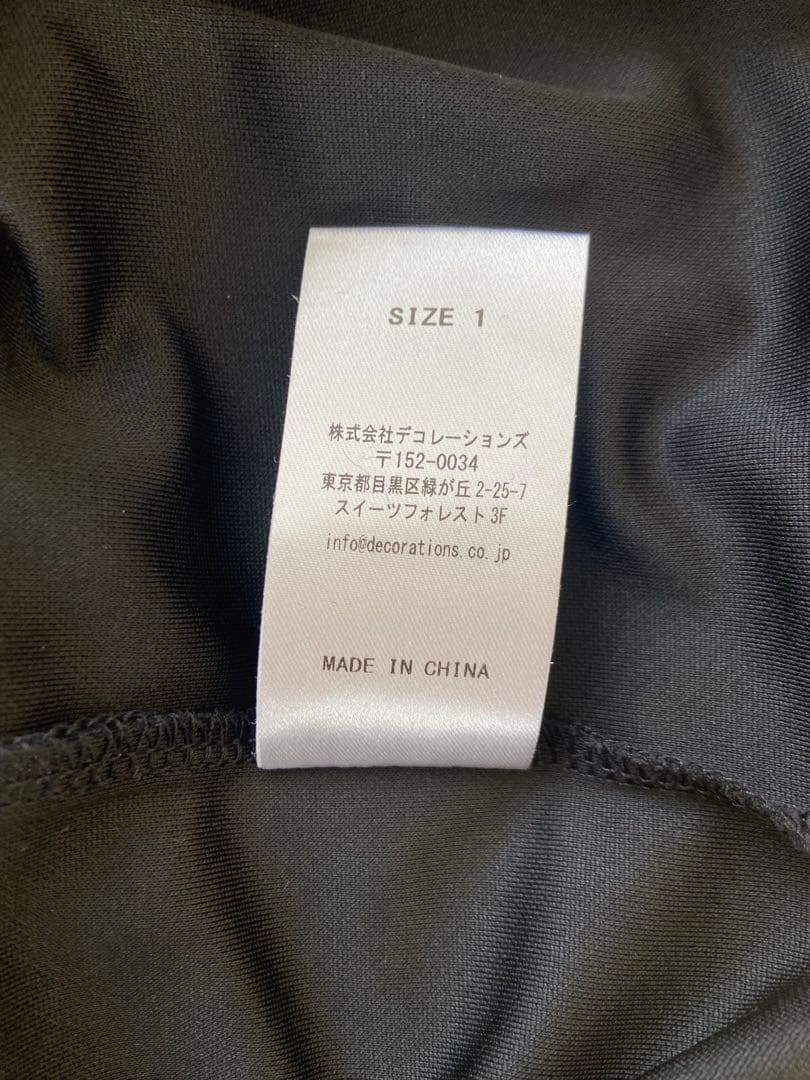 SIZE 1
株式会社デコレーションズ
〒152-0034
東京都目黒区緑が丘2-25-7
スイーツフォレスト3F
info@decorations.co.jp
MADE IN CHINA